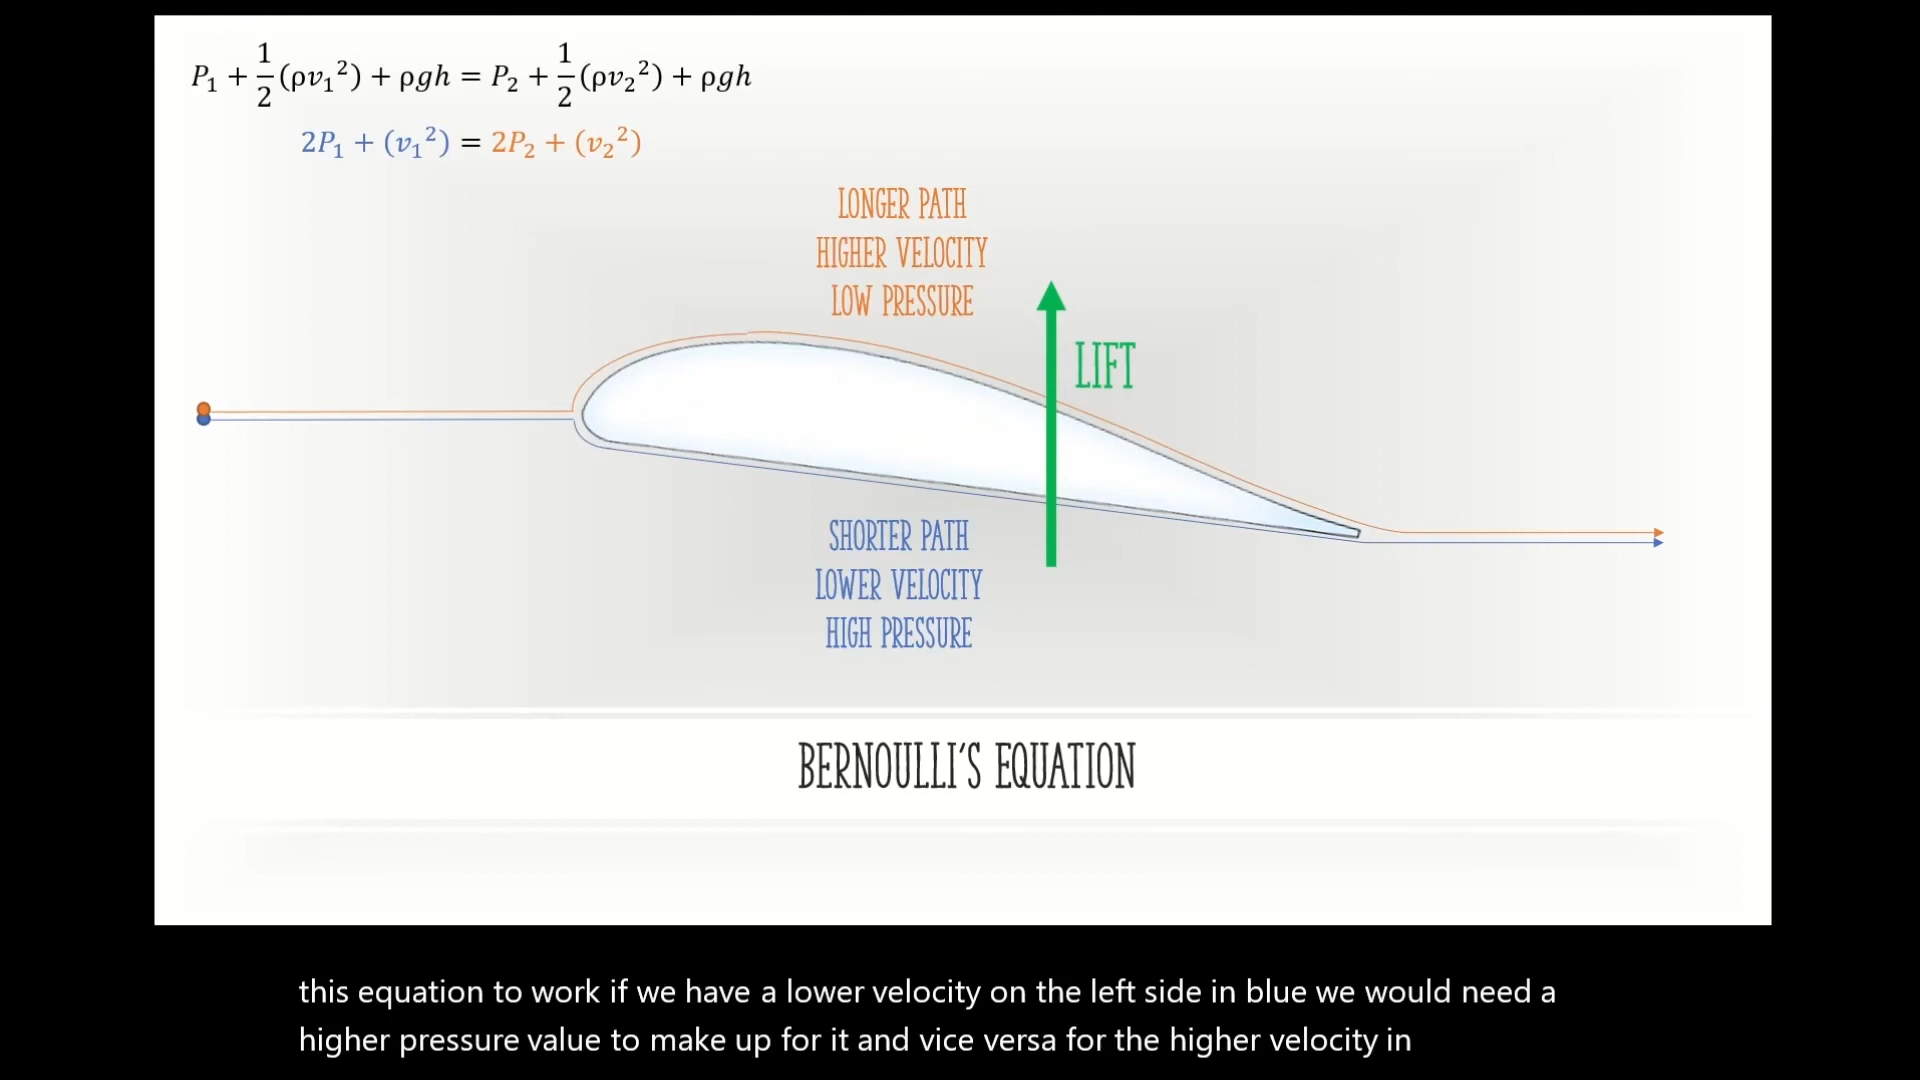 P₁ + 1/2 (ρv₁²) + ρgh = P₂ + 1/2 (ρv₂²) + ρgh
2P₁ + (v₁²) = 2P₂ + (v₂²)
LONGER PATH
HIGHER VELOCITY
LOW PRESSURE
LIFT
SHORTER PATH
LOWER VELOCITY
HIGH PRESSURE
BERNOULLI'S EQUATION
this equation to work if we have a lower velocity on the left side in blue we would need a
higher pressure value to make up for it and vice versa for the higher velocity in